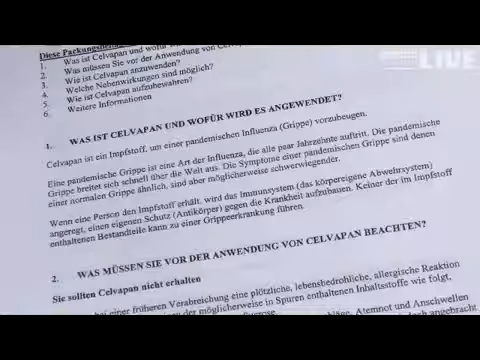 Diese Packungsbeilage
1. Was ist Celvapan und wofür
2. Was müssen Sie vor der Anwendung von
3. Wie ist Celvapan anzuwenden?
4. Welche Nebenwirkungen sind möglich?
5. Wie ist Celvapan aufzubewahren?
6. Weitere Informationen
LIVE
1. WAS IST CELVAPAN UND WOFÜR WIRD ES ANGEWENDET?
Celvapan ist ein Impfstoff, um einer pandemischen Influenza (Grippe) vorzubeugen.
Eine pandemische Grippe ist eine Art der Influenza, die alle paar Jahrzehnte auftritt. Die pandemische
Grippe breitet sich schnell über die Welt aus. Die Symptome einer pandemischen Grippe sind denen
einer normalen Grippe ähnlich, sind aber möglicherweise schwerwiegender.
Wenn eine Person den Impfstoff erhält, wird das Immunsystem (das körpereigene Abwehrsystem)
angeregt, einen eigenen Schutz (Antikörper) gegen die Krankheit aufzubauen. Keiner der im Impfstoff
enthaltenen Bestandteile kann zu einer Grippeerkrankung führen.
2. WAS MÜSSEN SIE VOR DER ANWENDUNG VON CELVAPAN BEACHTEN?
Sie sollten Celvapan nicht erhalten
bei einer früheren Verabreichung eine plötzliche, lebensbedrohliche, allergische Reaktion
der möglicherweise in Spuren enthaltenen Inhaltsstoffe wie folgt,
Atemnot und Anschwellen